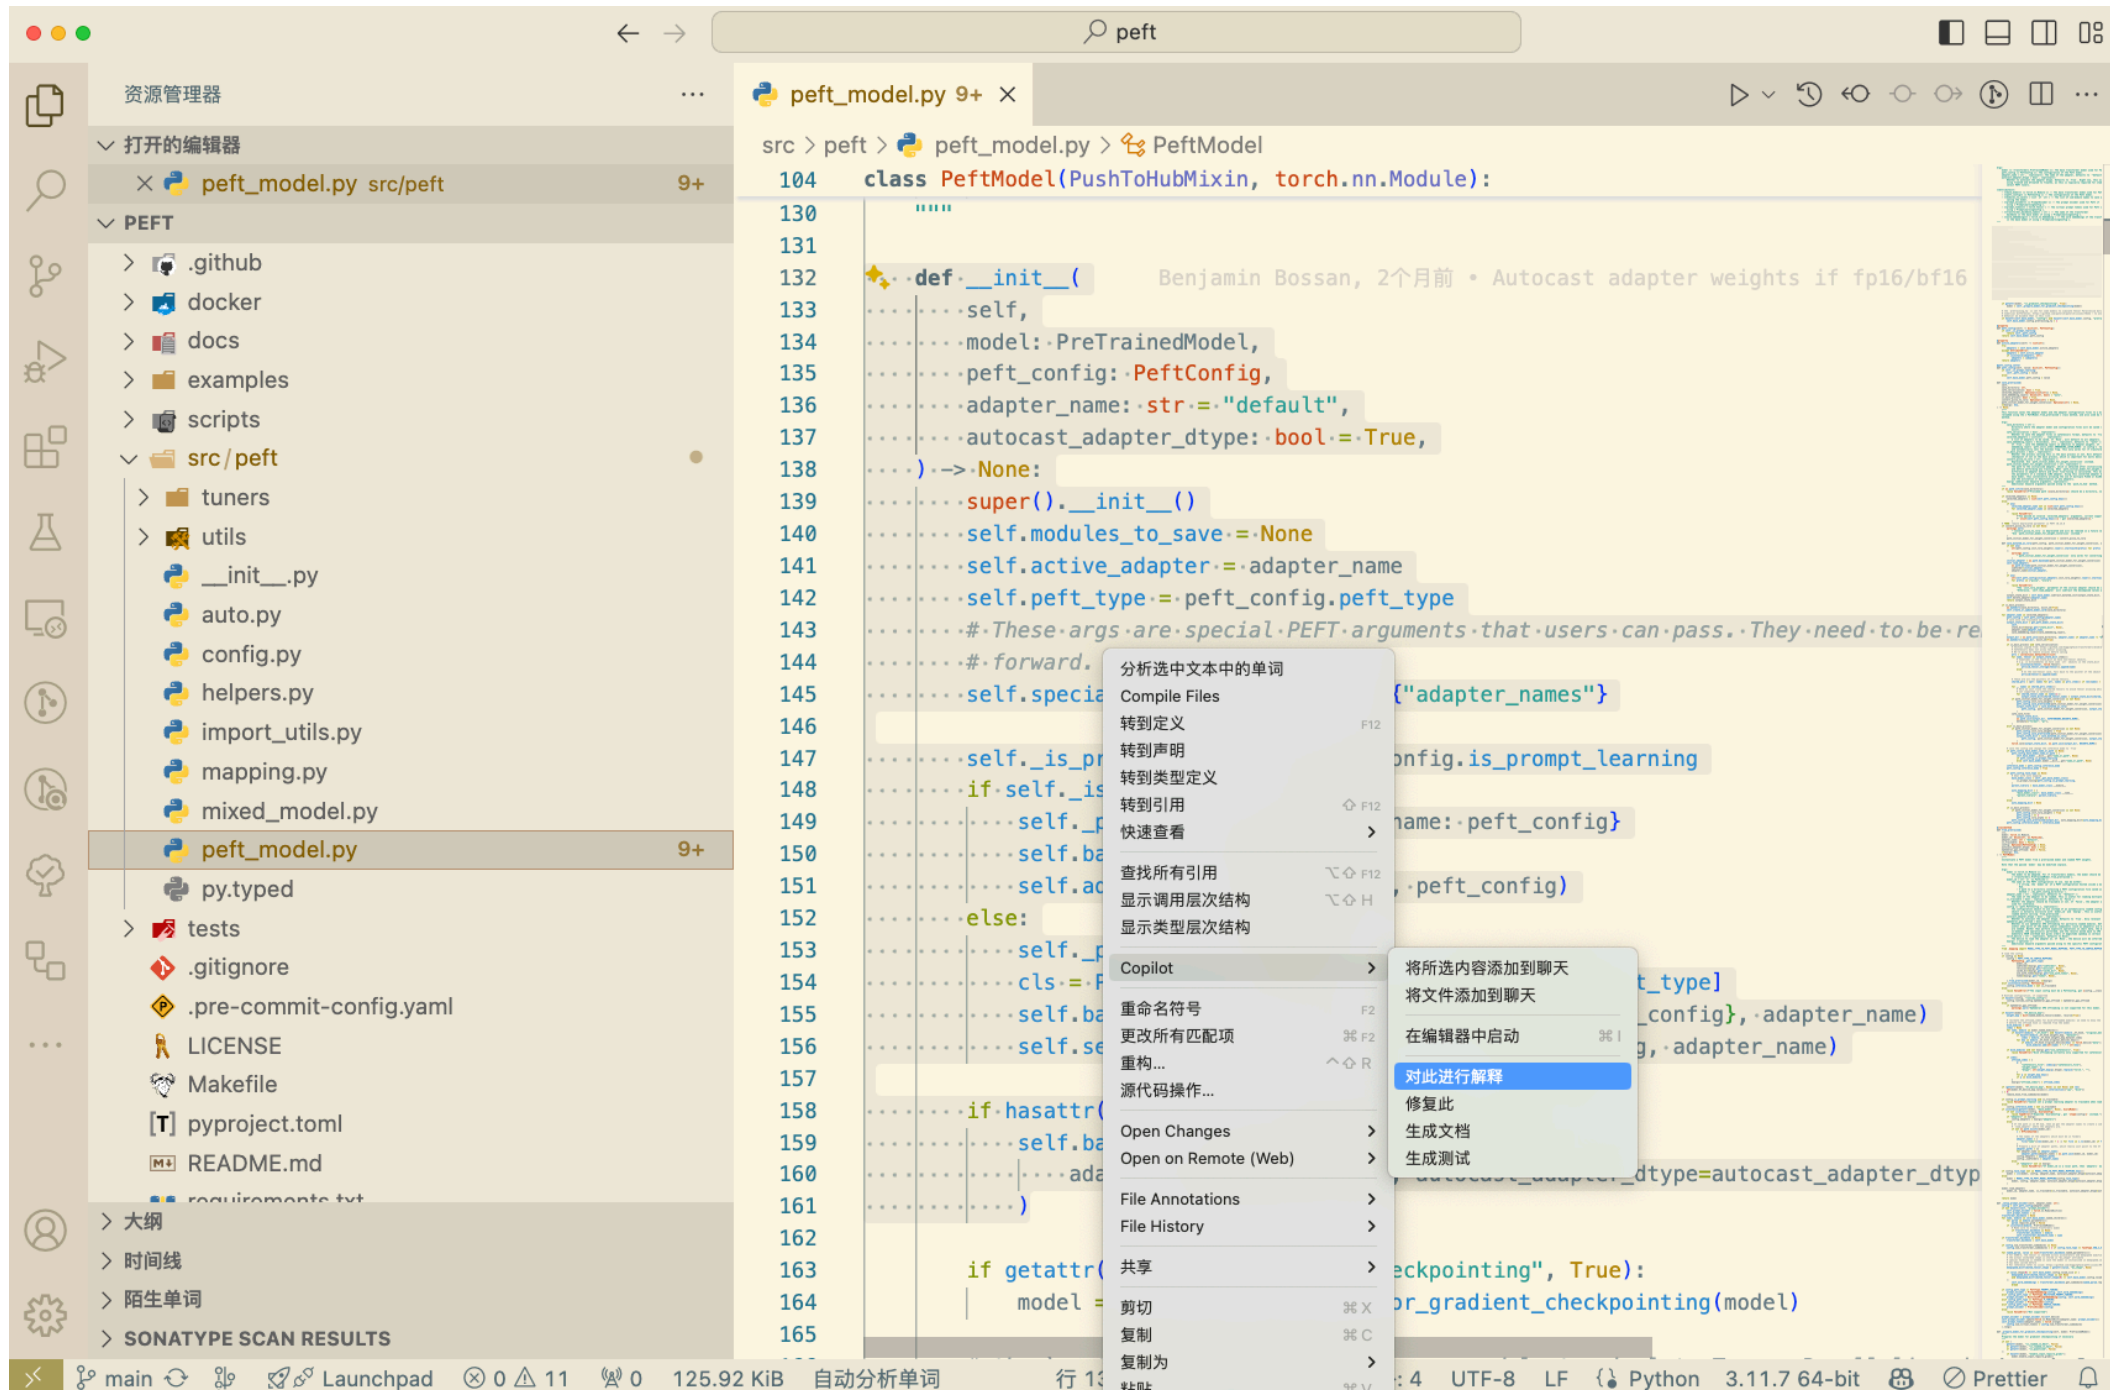 peft
资源管理器
打开的编辑器
peft_model.py src/peft 9+
PEFT
.github
docker
docs
examples
scripts
src/peft
tuners
utils
__init__.py
auto.py
config.py
helpers.py
import_utils.py
mapping.py
mixed_model.py
peft_model.py 9+
py.typed
tests
.gitignore
.pre-commit-config.yaml
LICENSE
Makefile
pyproject.toml
README.md
requirements.txt
大纲
时间线
陌生单词
SONATYPE SCAN RESULTS
peft_model.py 9+
src > peft > peft_model.py > PeftModel
104 class PeftModel(PushToHubMixin, torch.nn.Module):
130 """
131
132 def __init__( Benjamin Bossan, 2个月前 • Autocast adapter weights if fp16/bf16
133 self,
134 model: PreTrainedModel,
135 peft_config: PeftConfig,
136 adapter_name: str = "default",
137 autocast_adapter_dtype: bool = True,
138 ) -> None:
139 super().__init__()
140 self.modules_to_save = None
141 self.active_adapter = adapter_name
142 self.peft_type = peft_config.peft_type
143 # These args are special PEFT arguments that users can pass. They need to be re
144 # forward.
145 self.specia {"adapter_names"}
146
147 self._is_pr onfig.is_prompt_learning
148 if self._is
149 self._p name: peft_config}
150 self.ba
151 self.ad , peft_config)
152 else:
153 self._p
154 cls = P t_type]
155 self.ba _config}, adapter_name)
156 self.se g, adapter_name)
157
158 if hasattr(
159 self.ba
160 ada , autocast_adapter_dtype=autocast_adapter_dtyp
161 )
162
163 if getattr( eckpointing", True):
164 model = or_gradient_checkpointing(model)
165
分析选中文本中的单词
Compile Files
转到定义 F12
转到声明
转到类型定义
转到引用 ⇧ F12
快速查看
查找所有引用 ⌥⇧ F12
显示调用层次结构 ⌥⇧ H
显示类型层次结构
Copilot
重命名符号 F2
更改所有匹配项 ⌘ F2
重构... ^⇧ R
源代码操作...
Open Changes
Open on Remote (Web)
File Annotations
File History
共享
剪切 ⌘ X
复制 ⌘ C
复制为
粘贴 ⌘ V
将所选内容添加到聊天
将文件添加到聊天
在编辑器中启动 ⌘ I
对此进行解释
修复此
生成文档
生成测试
main Launchpad 0 11 0 125.92 KiB 自动分析单词 行 13 : 4 UTF-8 LF Python 3.11.7 64-bit Prettier